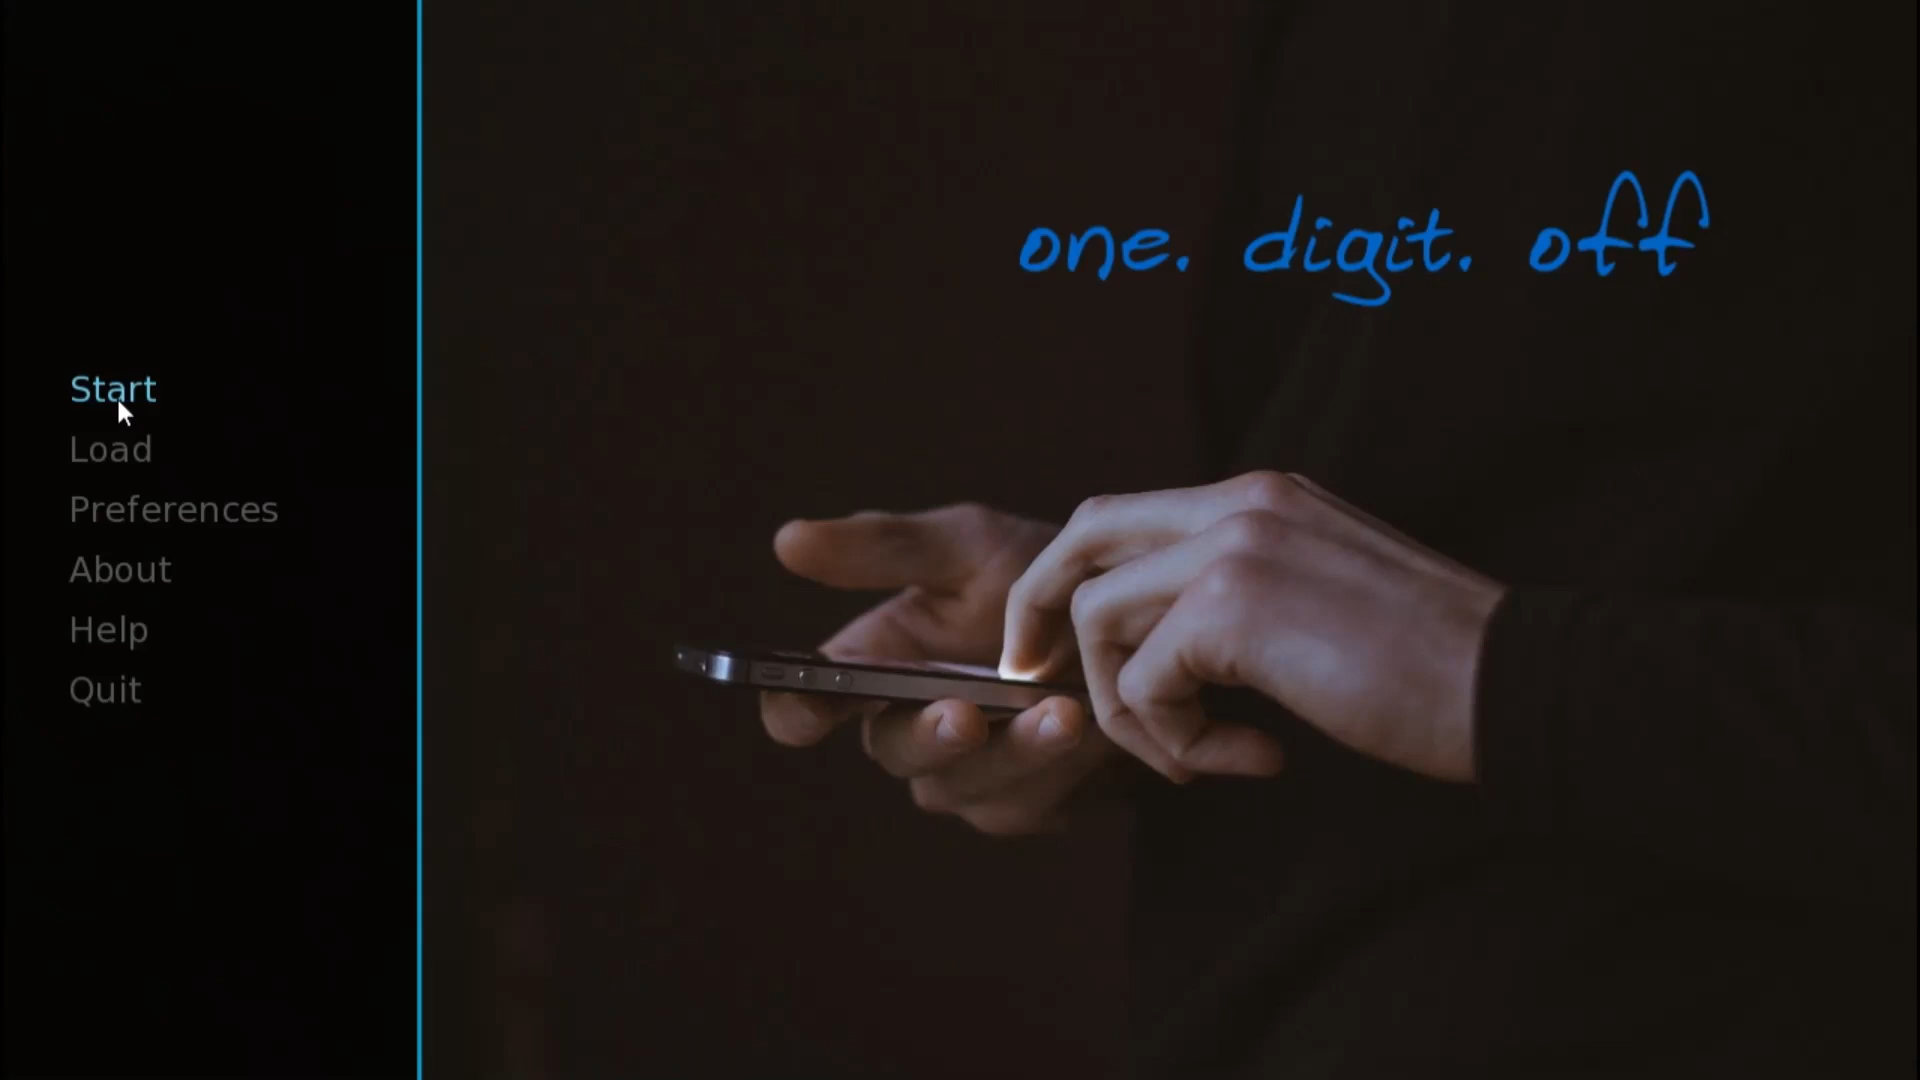 one. digit. off
Start
Load
Preferences
About
Help
Quit